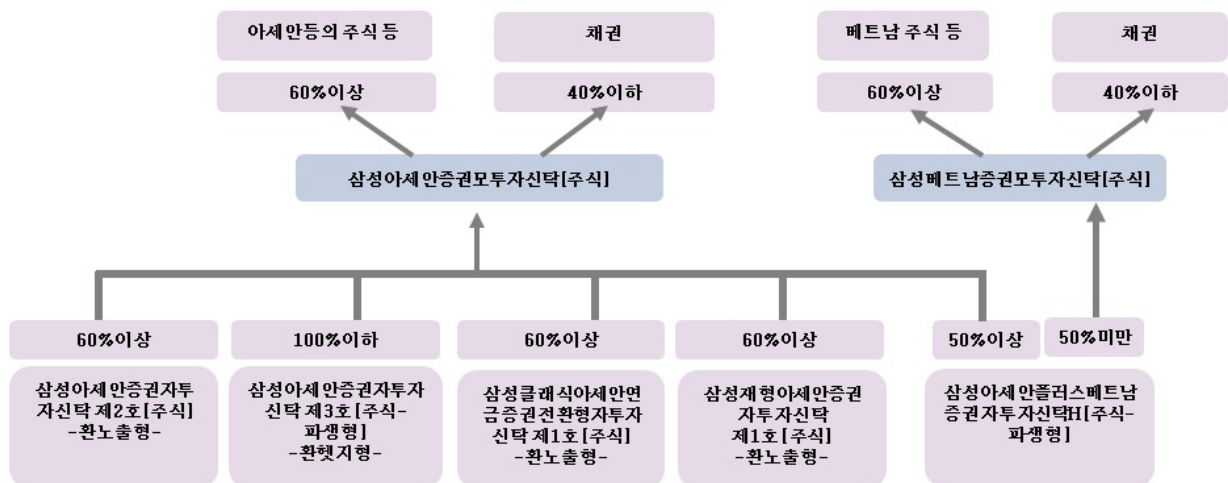 아세안등의 주식 등
채권
베트남 주식 등
채권
60%이상
40%이하
60%이상
40%이하
삼성아세안증권모투자신탁[주식]
삼성베트남증권모투자신탁[주식]
60%이상
100%이하
60%이상
60%이상
50%이상
50%미만
삼성아세안증권자투
자신탁 제2호[주식]
-환노출형-
삼성아세안증권자투자
신탁 제3호[주식-
파생형]
-환헷지형-
삼성클래식아세안연
금증권전환형자투자
신탁 제1호[주식]
-환노출형-
삼성재형아세안증권
자투자신탁
제1호[주식]
-환노출형-
삼성아세안플러스베트남
증권자투자신탁H[주식-
파생형]